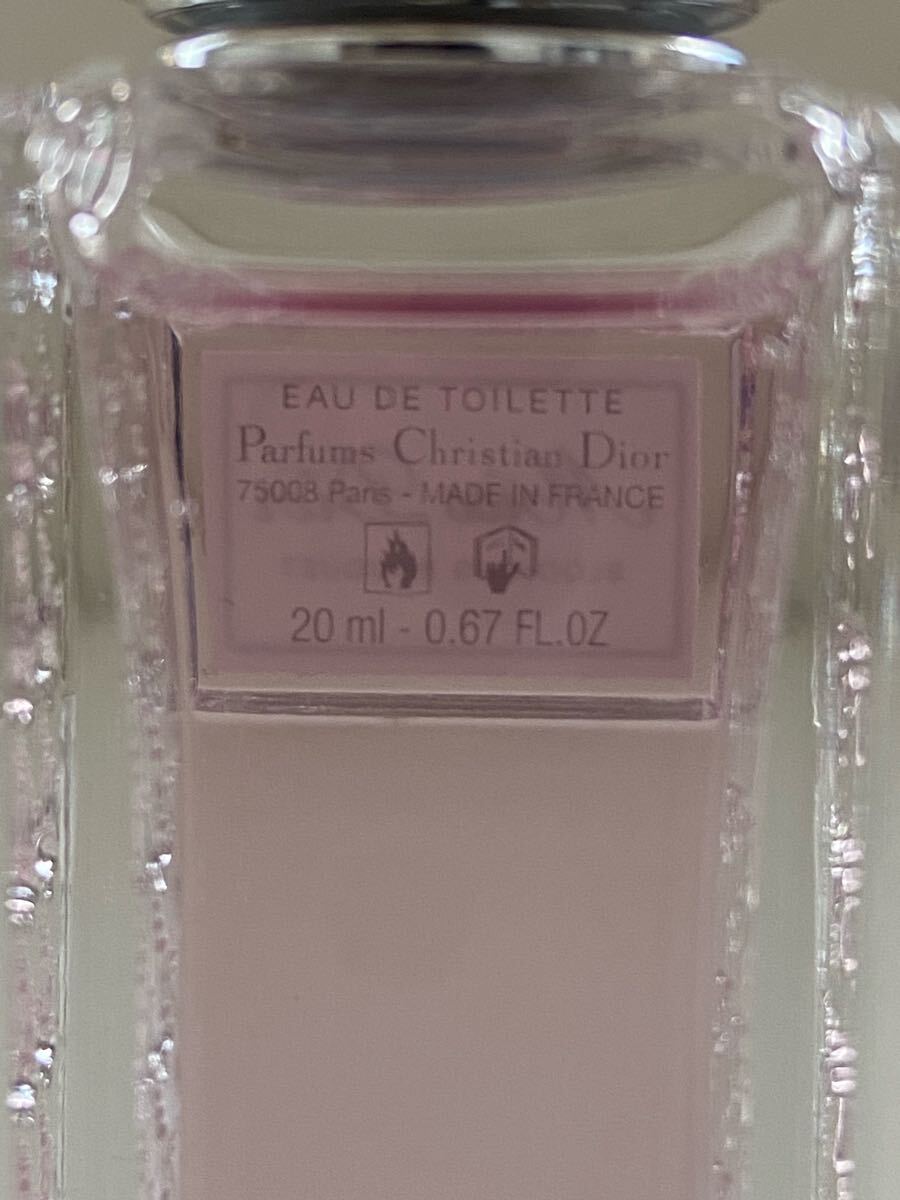 EAU DE TOILETTE
Parfums Christian Dior
75008 Paris - MADE IN FRANCE
20 ml - 0.67 FL.OZ